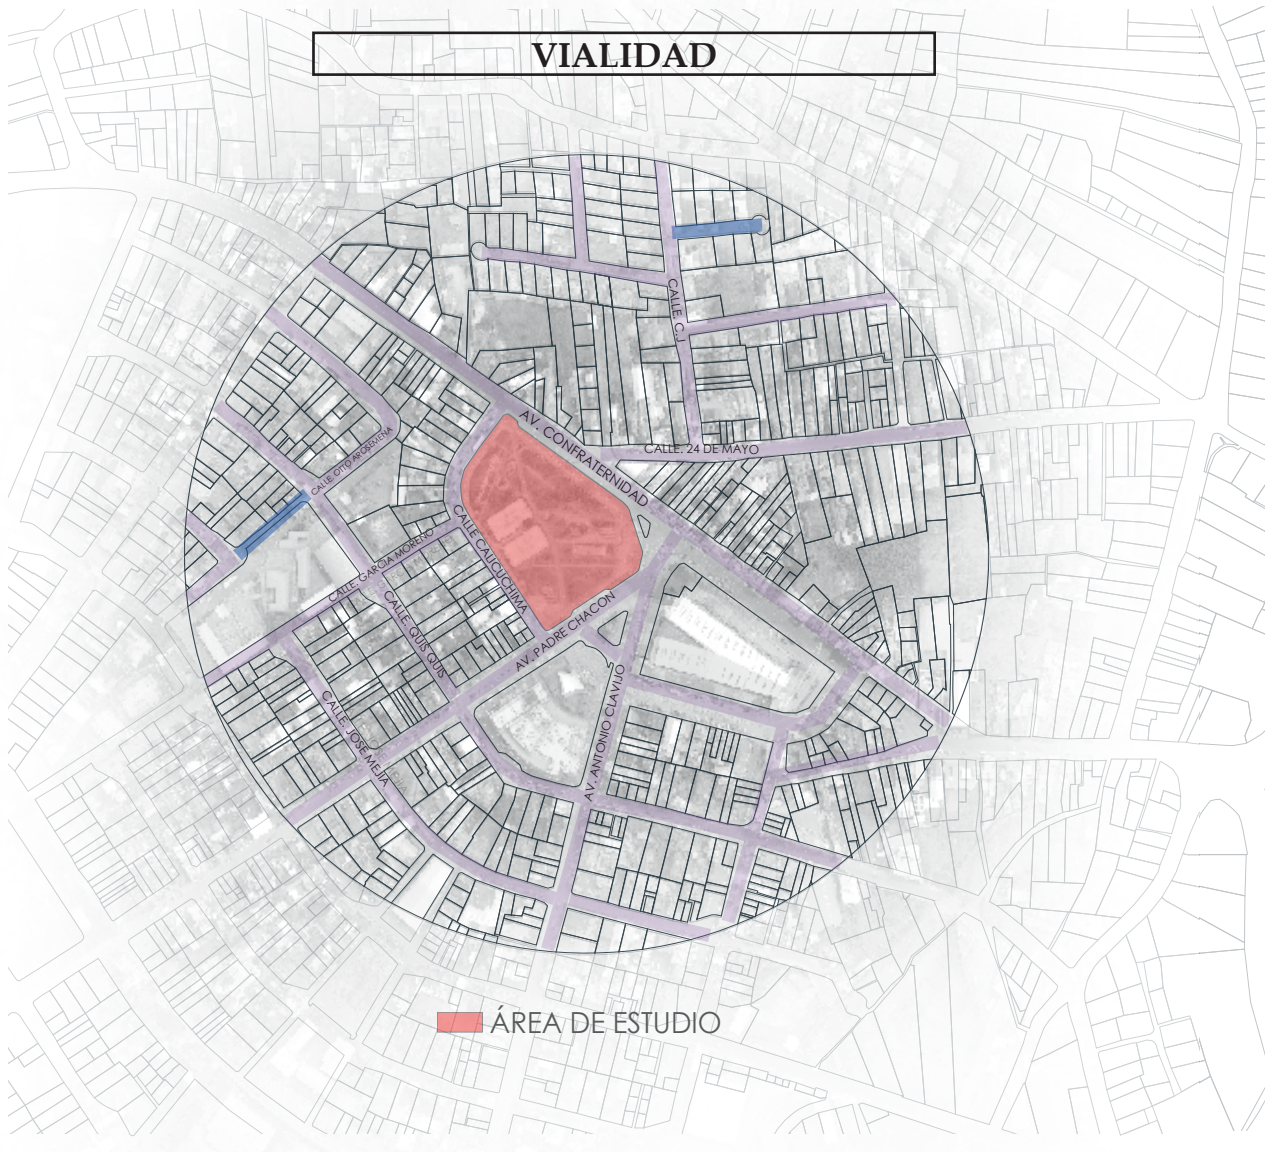 VIALIDAD
CALLE. C.J
AV. CONFRATERNIDAD
CALLE. 24 DE MAYO
CALLE. OTTO AROSEMENA
CALLE CALICUCHIMA
CALLE. GARCIA MORENO
CALLE. QUIS QUIS
AV. PADRE CHACON
CALLE. JOSE MEJIA
AV. ANTONIO CLAVIJO
ÁREA DE ESTUDIO